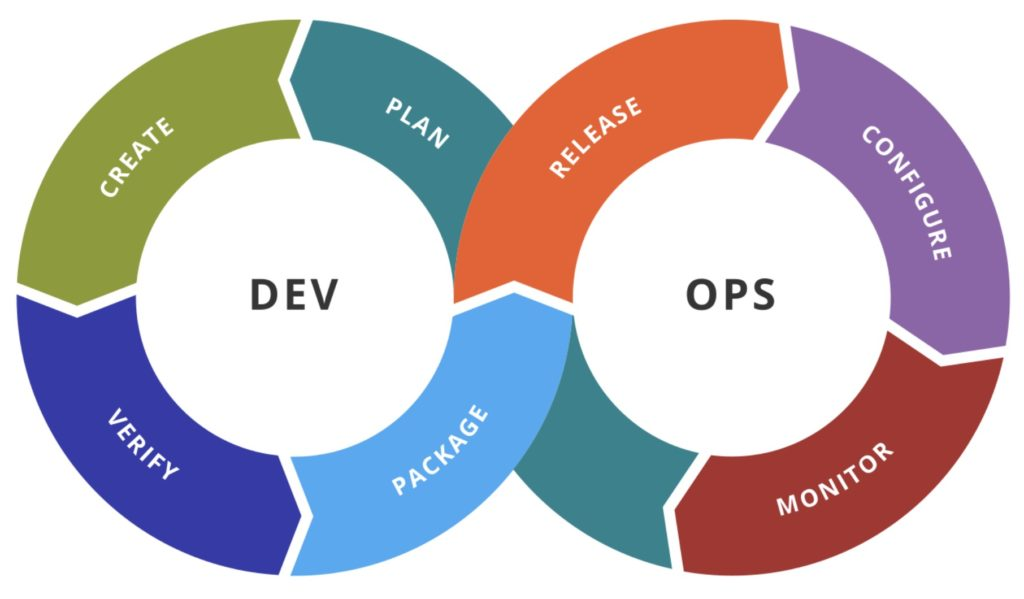 PLAN
CREATE
VERIFY
PACKAGE
RELEASE
CONFIGURE
MONITOR
DEV
OPS